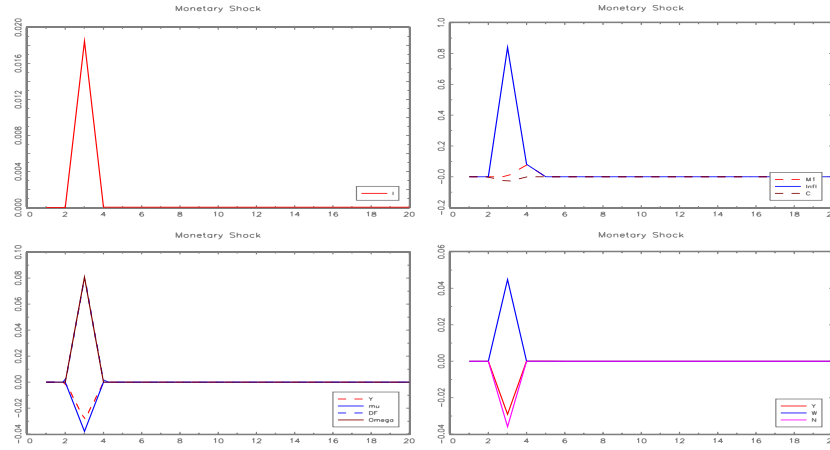 Monetary Shock
0.020
0.016
0.012
0.008
0.004
0.000
I
0 2 4 6 8 10 12 14 16 18 20
Monetary Shock
1.0
0.8
0.6
0.4
0.2
-0.0
-0.2
M1
Infl
C
0 2 4 6 8 10 12 14 16 18 20
Monetary Shock
0.10
0.08
0.06
0.04
0.02
0.00
-0.02
-0.04
Y
mu
DF
Omega
0 2 4 6 8 10 12 14 16 18 20
Monetary Shock
0.06
0.04
0.02
0.00
-0.02
-0.04
Y
W
N
0 2 4 6 8 10 12 14 16 18 20